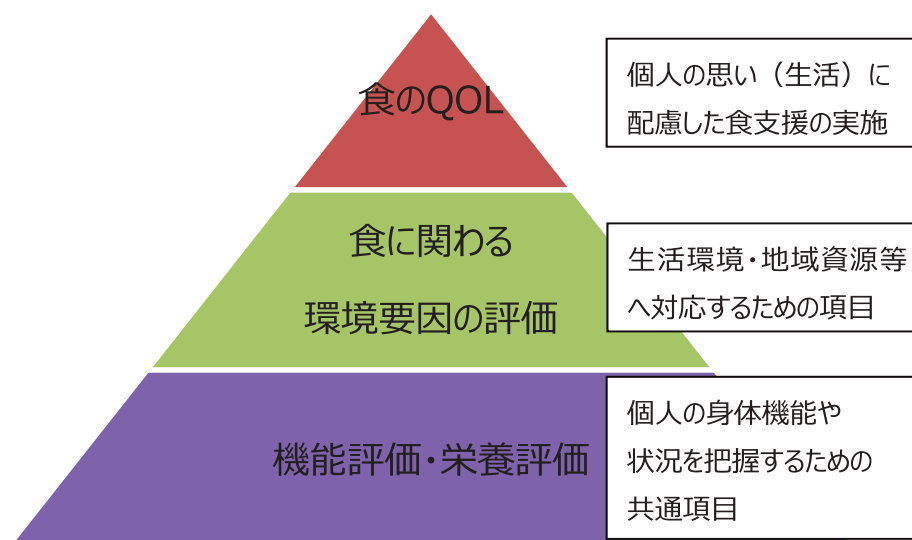 食のQOL
個人の思い（生活）に
配慮した食支援の実施
食に関わる
環境要因の評価
生活環境・地域資源等
へ対応するための項目
機能評価・栄養評価
個人の身体機能や
状況を把握するための
共通項目